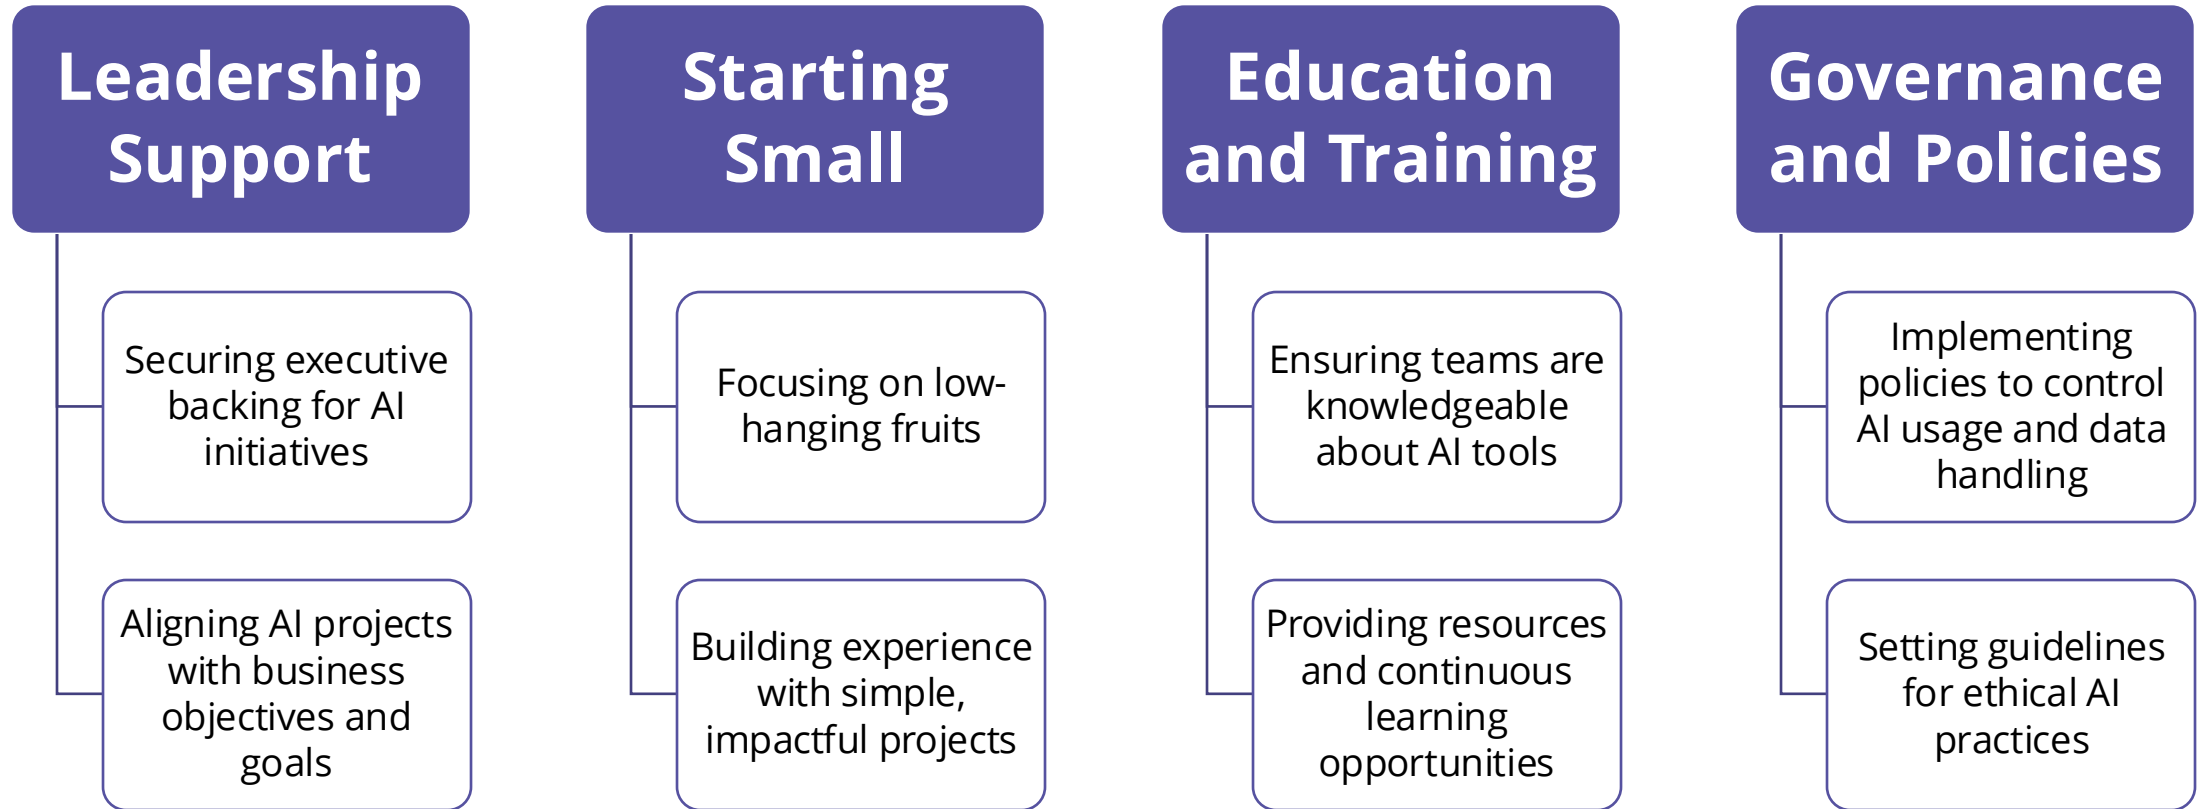 Leadership
Support
Securing executive
backing for AI
initiatives
Aligning AI projects
with business
objectives and
goals
Starting
Small
Focusing on low-
hanging fruits
Building experience
with simple,
impactful projects
Education
and Training
Ensuring teams are
knowledgeable
about AI tools
Providing resources
and continuous
learning
opportunities
Governance
and Policies
Implementing
policies to control
AI usage and data
handling
Setting guidelines
for ethical AI
practices